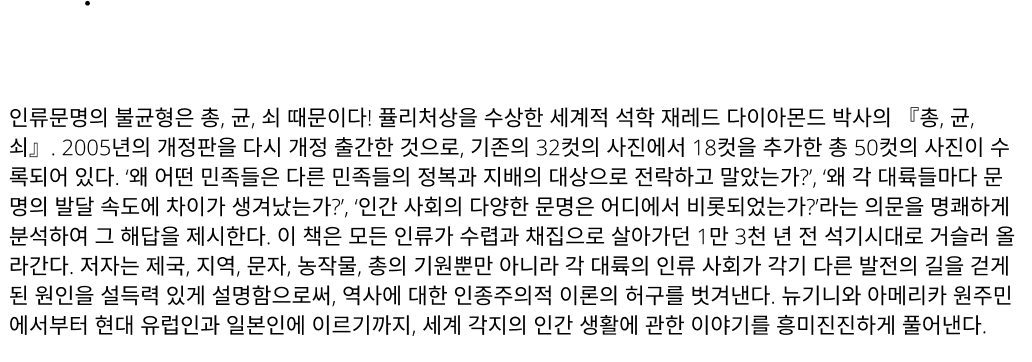 인류문명의 불균형은 총, 균, 쇠 때문이다! 퓰리처상을 수상한 세계적 석학 재레드 다이아몬드 박사의 『총, 균,
쇠』. 2005년의 개정판을 다시 개정 출간한 것으로, 기존의 32컷의 사진에서 18컷을 추가한 총 50컷의 사진이 수
록되어 있다. ‘왜 어떤 민족들은 다른 민족들의 정복과 지배의 대상으로 전락하고 말았는가?’, ‘왜 각 대륙들마다 문
명의 발달 속도에 차이가 생겨났는가?’, ‘인간 사회의 다양한 문명은 어디에서 비롯되었는가?’라는 의문을 명쾌하게
분석하여 그 해답을 제시한다. 이 책은 모든 인류가 수렵과 채집으로 살아가던 1만 3천 년 전 석기시대로 거슬러 올
라간다. 저자는 제국, 지역, 문자, 농작물, 총의 기원뿐만 아니라 각 대륙의 인류 사회가 각기 다른 발전의 길을 걷게
된 원인을 설득력 있게 설명함으로써, 역사에 대한 인종주의적 이론의 허구를 벗겨낸다. 뉴기니와 아메리카 원주민
에서부터 현대 유럽인과 일본인에 이르기까지, 세계 각지의 인간 생활에 관한 이야기를 흥미진진하게 풀어낸다.